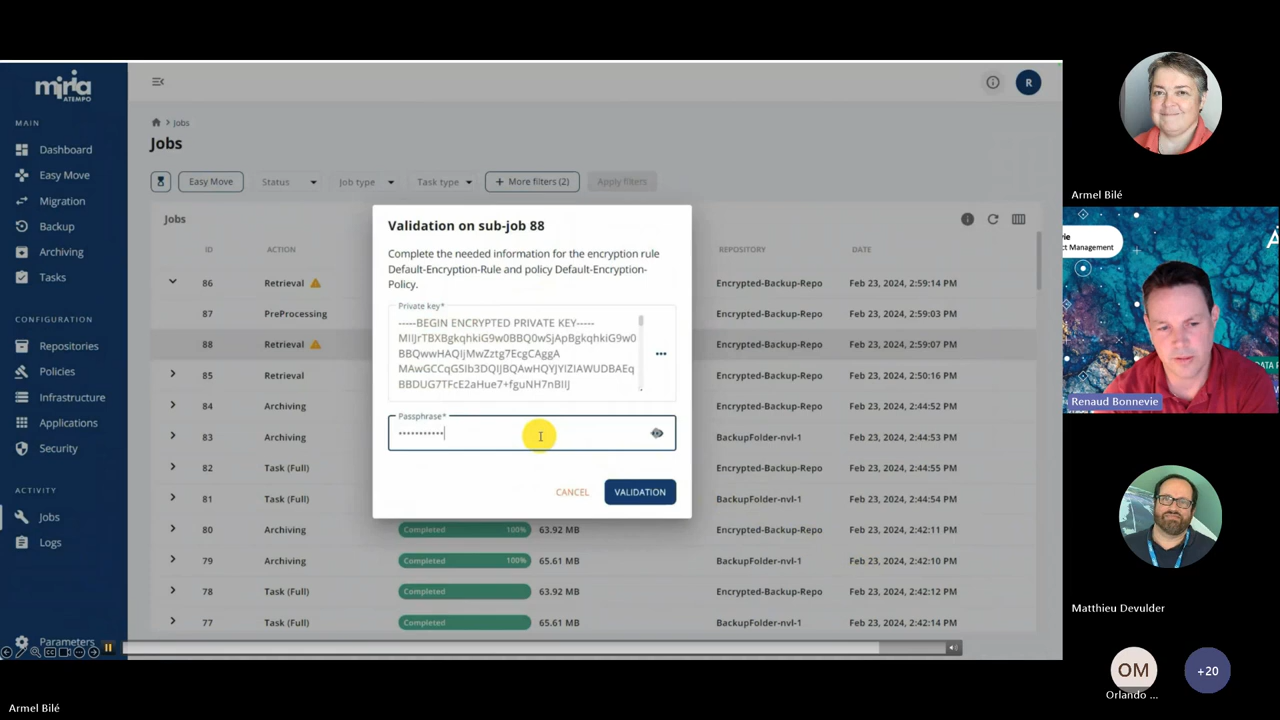 miria
ATEMPO
MAIN
Dashboard
Easy Move
Migration
Backup
Archiving
Tasks
CONFIGURATION
Repositories
Policies
Infrastructure
Applications
Security
ACTIVITY
Jobs
Logs
Parameters
R
> Jobs
Jobs
Easy Move Status Job type Task type + More filters (2) Apply filters
Jobs
ID ACTION REPOSITORY DATE
86 Retrieval Encrypted-Backup-Repo Feb 23, 2024, 2:59:14 PM
87 PreProcessing Encrypted-Backup-Repo Feb 23, 2024, 2:59:03 PM
88 Retrieval Encrypted-Backup-Repo Feb 23, 2024, 2:59:07 PM
85 Retrieval Encrypted-Backup-Repo Feb 23, 2024, 2:50:16 PM
84 Archiving Encrypted-Backup-Repo Feb 23, 2024, 2:44:52 PM
83 Archiving BackupFolder-nvl-1 Feb 23, 2024, 2:44:53 PM
82 Task (Full) Encrypted-Backup-Repo Feb 23, 2024, 2:44:55 PM
81 Task (Full) BackupFolder-nvl-1 Feb 23, 2024, 2:44:54 PM
80 Archiving Completed 100% 63.92 MB Encrypted-Backup-Repo Feb 23, 2024, 2:42:11 PM
79 Archiving Completed 100% 65.61 MB BackupFolder-nvl-1 Feb 23, 2024, 2:42:13 PM
78 Task (Full) Completed 63.92 MB Encrypted-Backup-Repo Feb 23, 2024, 2:42:12 PM
77 Task (Full) Completed 65.61 MB BackupFolder-nvl-1 Feb 23, 2024, 2:42:14 PM
Validation on sub-job 88
Complete the needed information for the encryption rule
Default-Encryption-Rule and policy Default-Encryption-
Policy.
Private key*
-----BEGIN ENCRYPTED PRIVATE KEY-----
MIIJrTBXBgkqhkiG9w0BBQ0wSjApBgkqhkiG9w0
BBQwwHAQIJMwZztg7EcgCAggA
MAwGCCqGSIb3DQIJBQAwHQYJYIZIAWUDBAEq
BBDUG7TFcE2aHue7+fguNH7nBIIJ
Passphrase*
•••••••••••
CANCEL VALIDATION
Armel Bilé
vie
ct Management
A
DATA
Renaud Bonnevie
Matthieu Devulder
OM
+20
Orlando ...
Armel Bilé